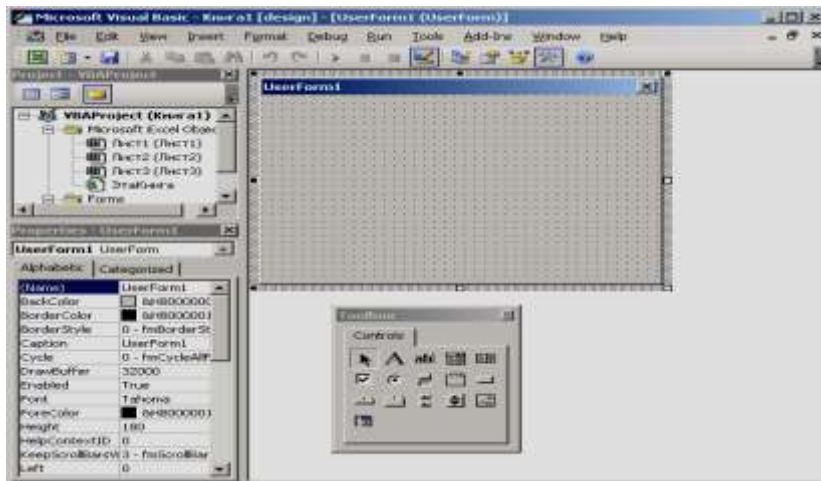 Microsoft Visual Basic - Книга1 [design] - [UserForm1 (UserForm)]
File Edit View Insert Format Debug Run Tools Add-Ins Window Help
Project - VBAProject
VBAProject (Книга1)
Microsoft Excel Objec
Лист1 (Лист1)
Лист2 (Лист2)
Лист3 (Лист3)
ЭтаКнига
Forms
Properties - UserForm1
UserForm1 UserForm
Alphabetic Categorized
(Name) UserForm1
BackColor
BorderColor
BorderStyle 0 - fmBorderSt
Caption UserForm1
Cycle 0 - fmCycleAllF
DrawBuffer 32000
Enabled True
Font Tahoma
ForeColor
Height 180
HelpContextID 0
KeepScrollBarsV 3 - fmScrollBar
Left 0
UserForm1
Toolbox
Controls
abl